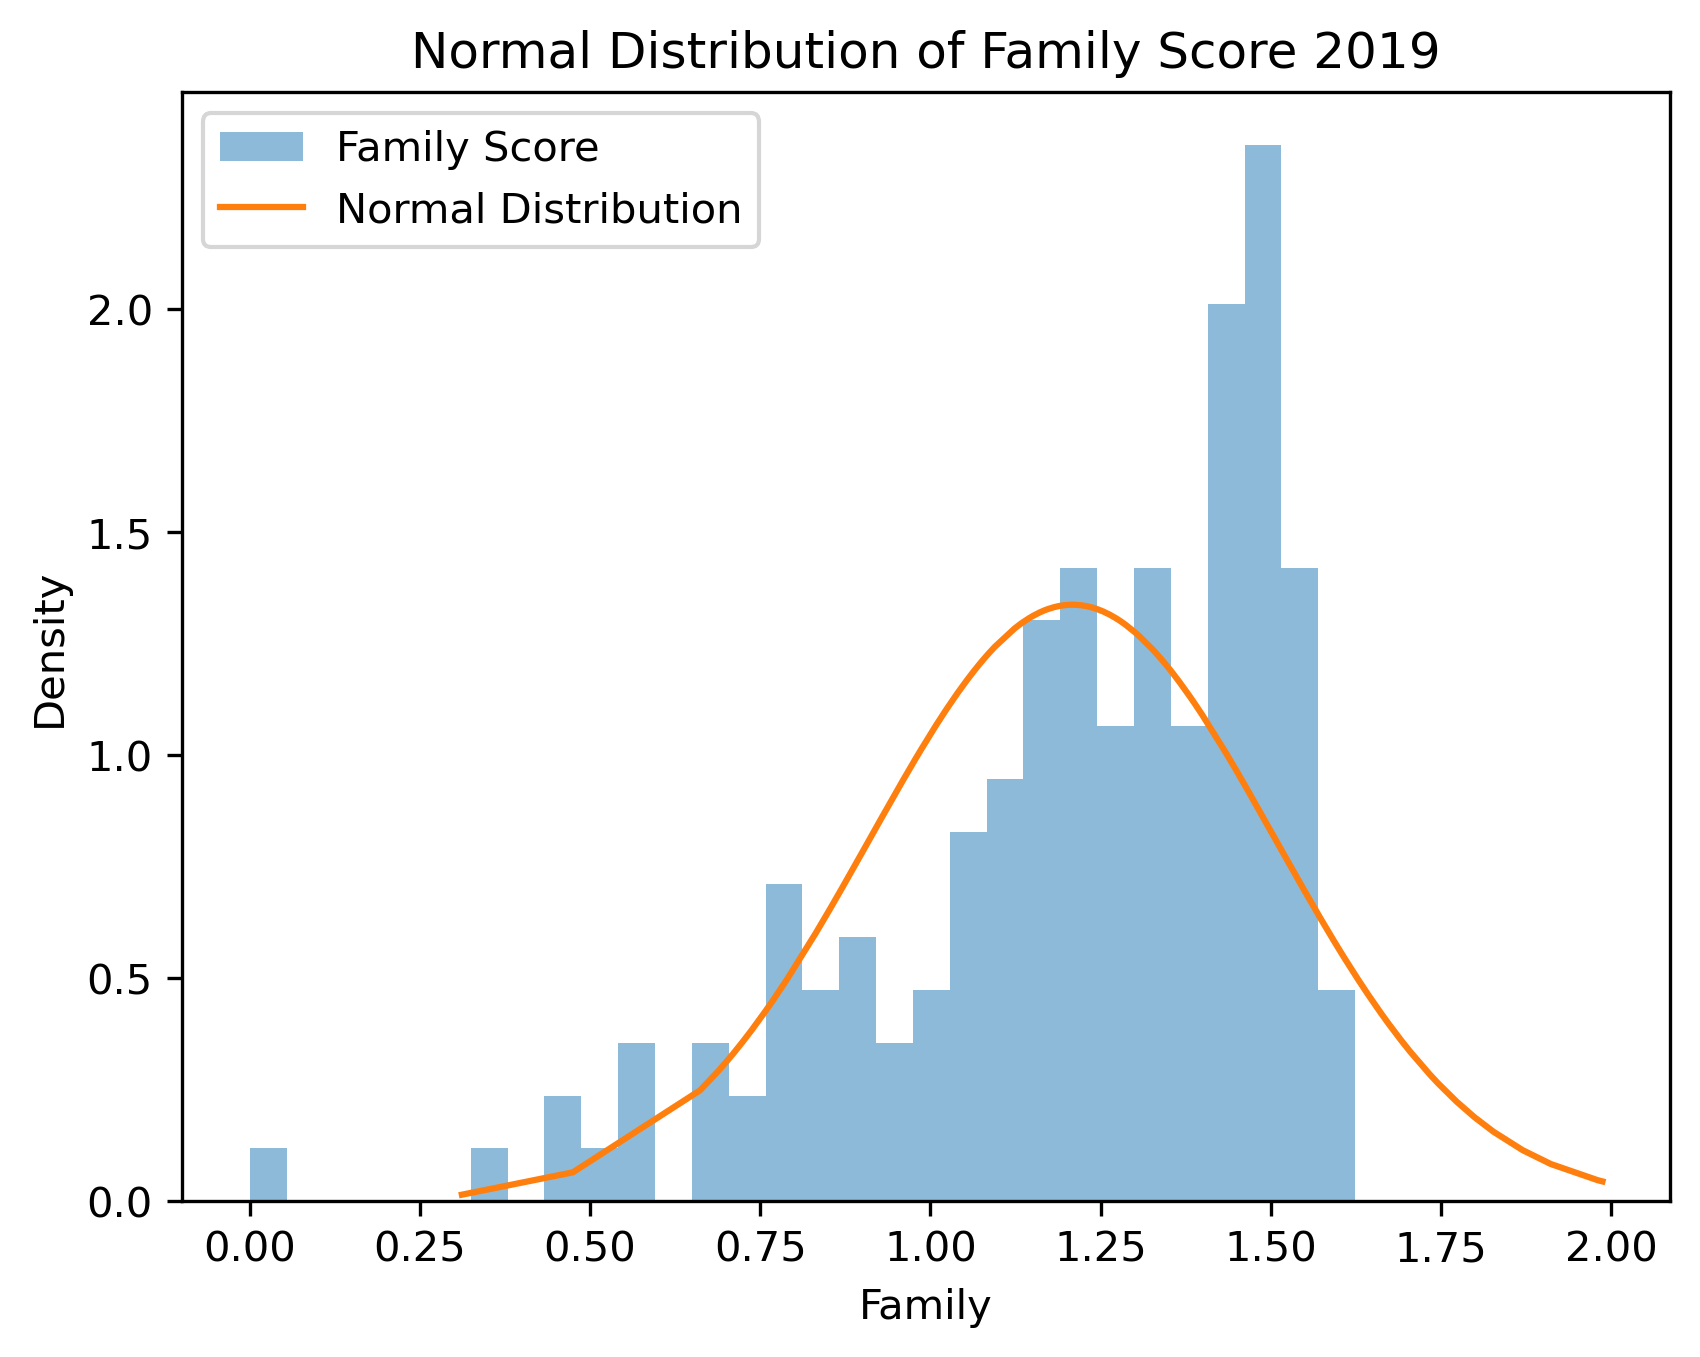 Normal Distribution of Family Score 2019
Family Score
Normal Distribution
Density
2.0
1.5
1.0
0.5
0.0
0.00 0.25 0.50 0.75 1.00 1.25 1.50 1.75 2.00
Family